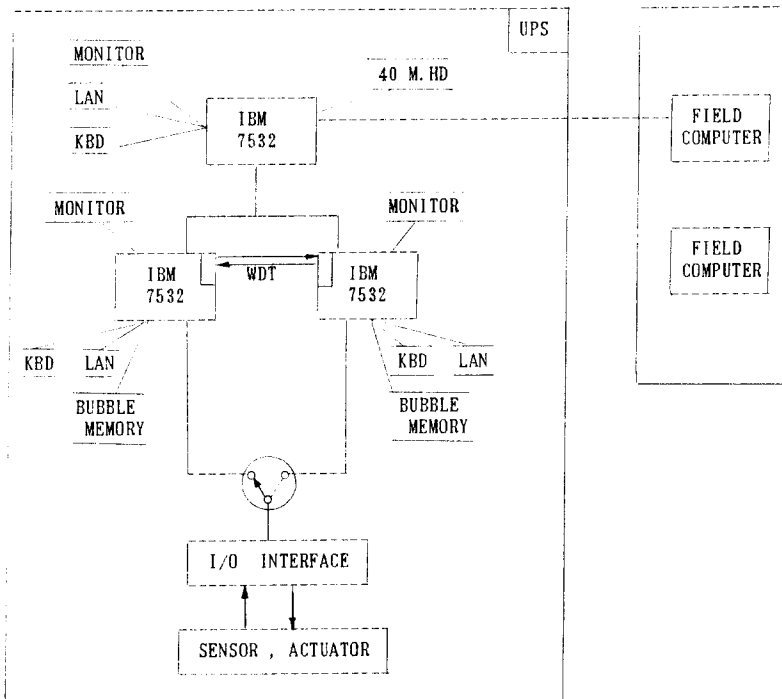 UPS
MONITOR
40 M.HD
LAN
IBM
7532
FIELD
COMPUTER
KBD
MONITOR
MONITOR
IBM
7532
WDT
IBM
7532
FIELD
COMPUTER
KBD
LAN
KBD
LAN
BUBBLE
MEMORY
BUBBLE
MEMORY
I/O INTERFACE
SENSOR , ACTUATOR